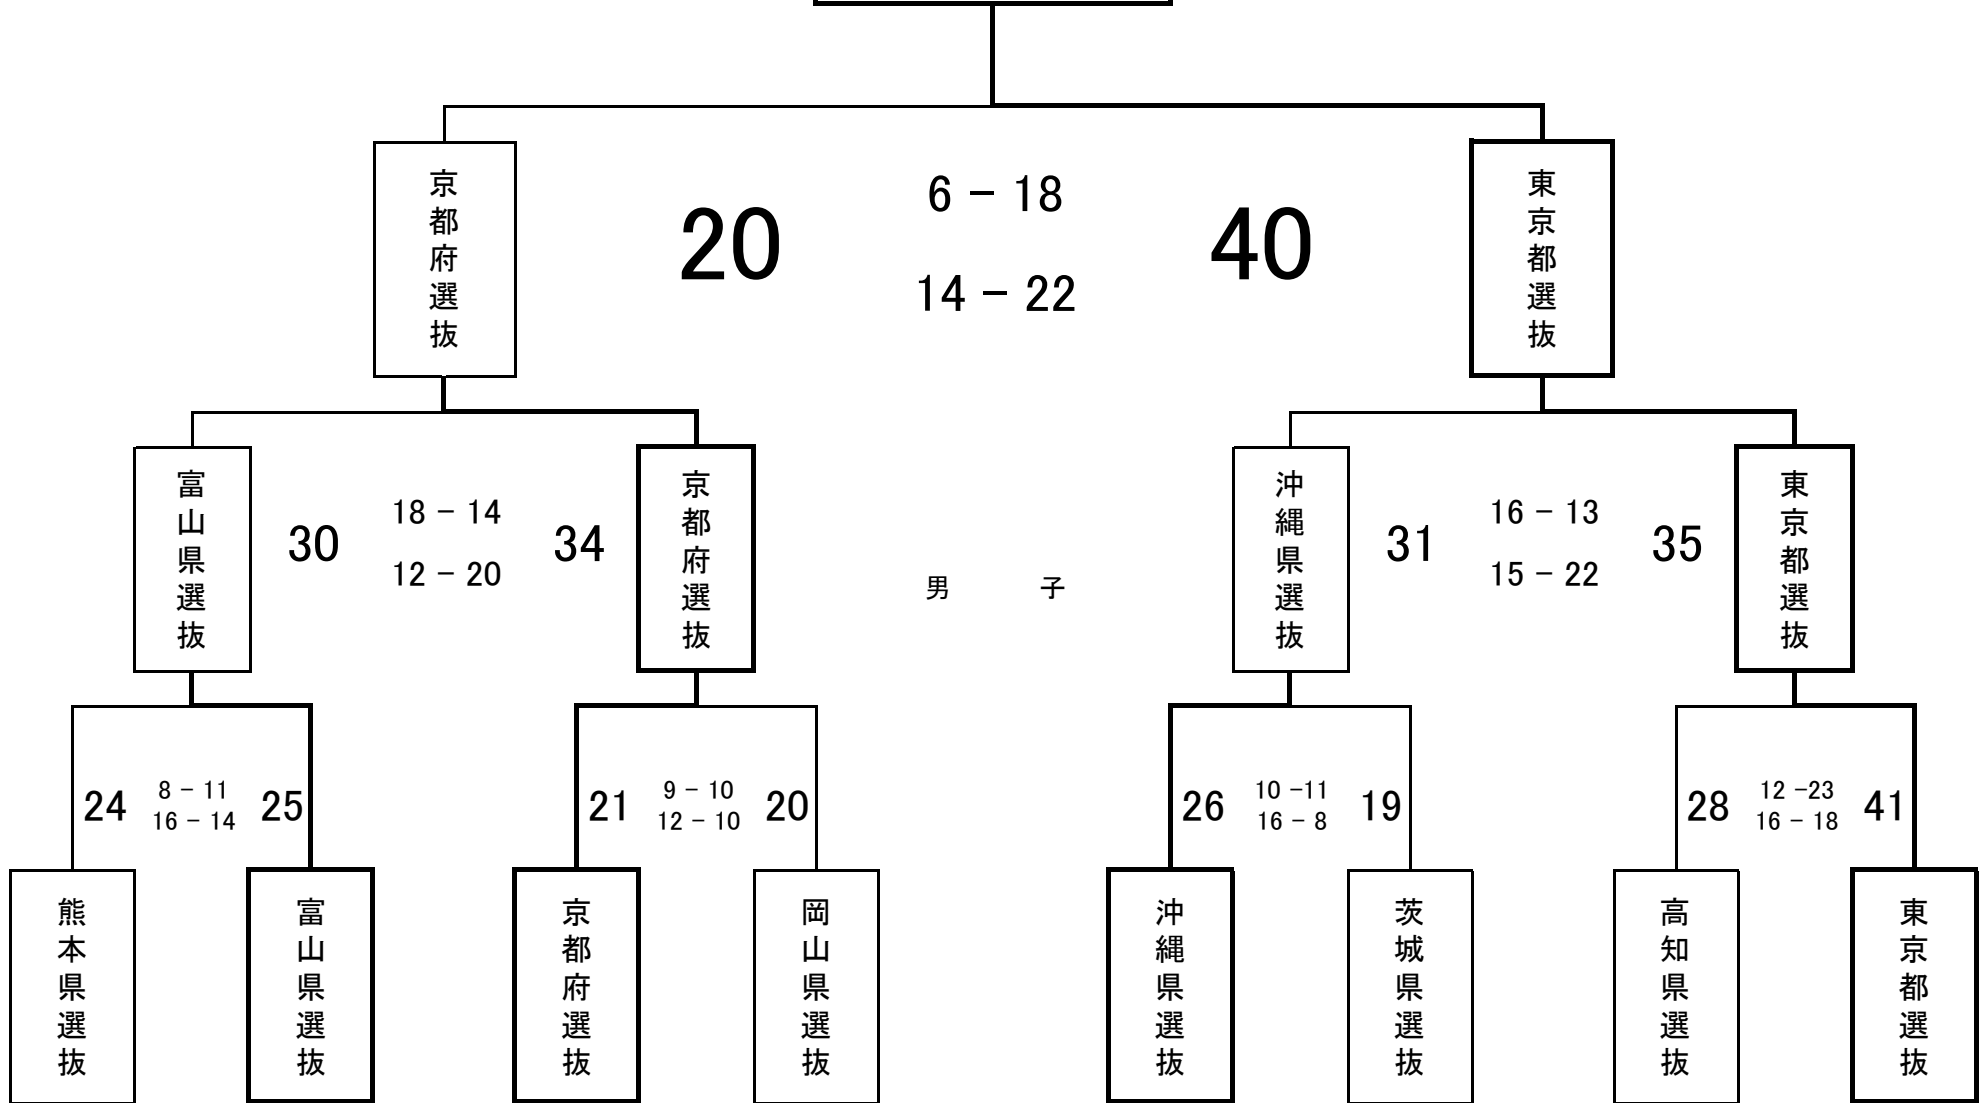 6 − 18
京都府選抜
20
40
東京都選抜
14 − 22
富山県選抜
30
18 − 14
12 − 20
34
京都府選抜
男 子
沖縄県選抜
31
16 − 13
15 − 22
35
東京都選抜
24
8 − 11
16 − 14
25
21
9 − 10
12 − 10
20
26
10 −11
16 − 8
19
28
12 −23
16 − 18
41
熊本県選抜
富山県選抜
京都府選抜
岡山県選抜
沖縄県選抜
茨城県選抜
高知県選抜
東京都選抜